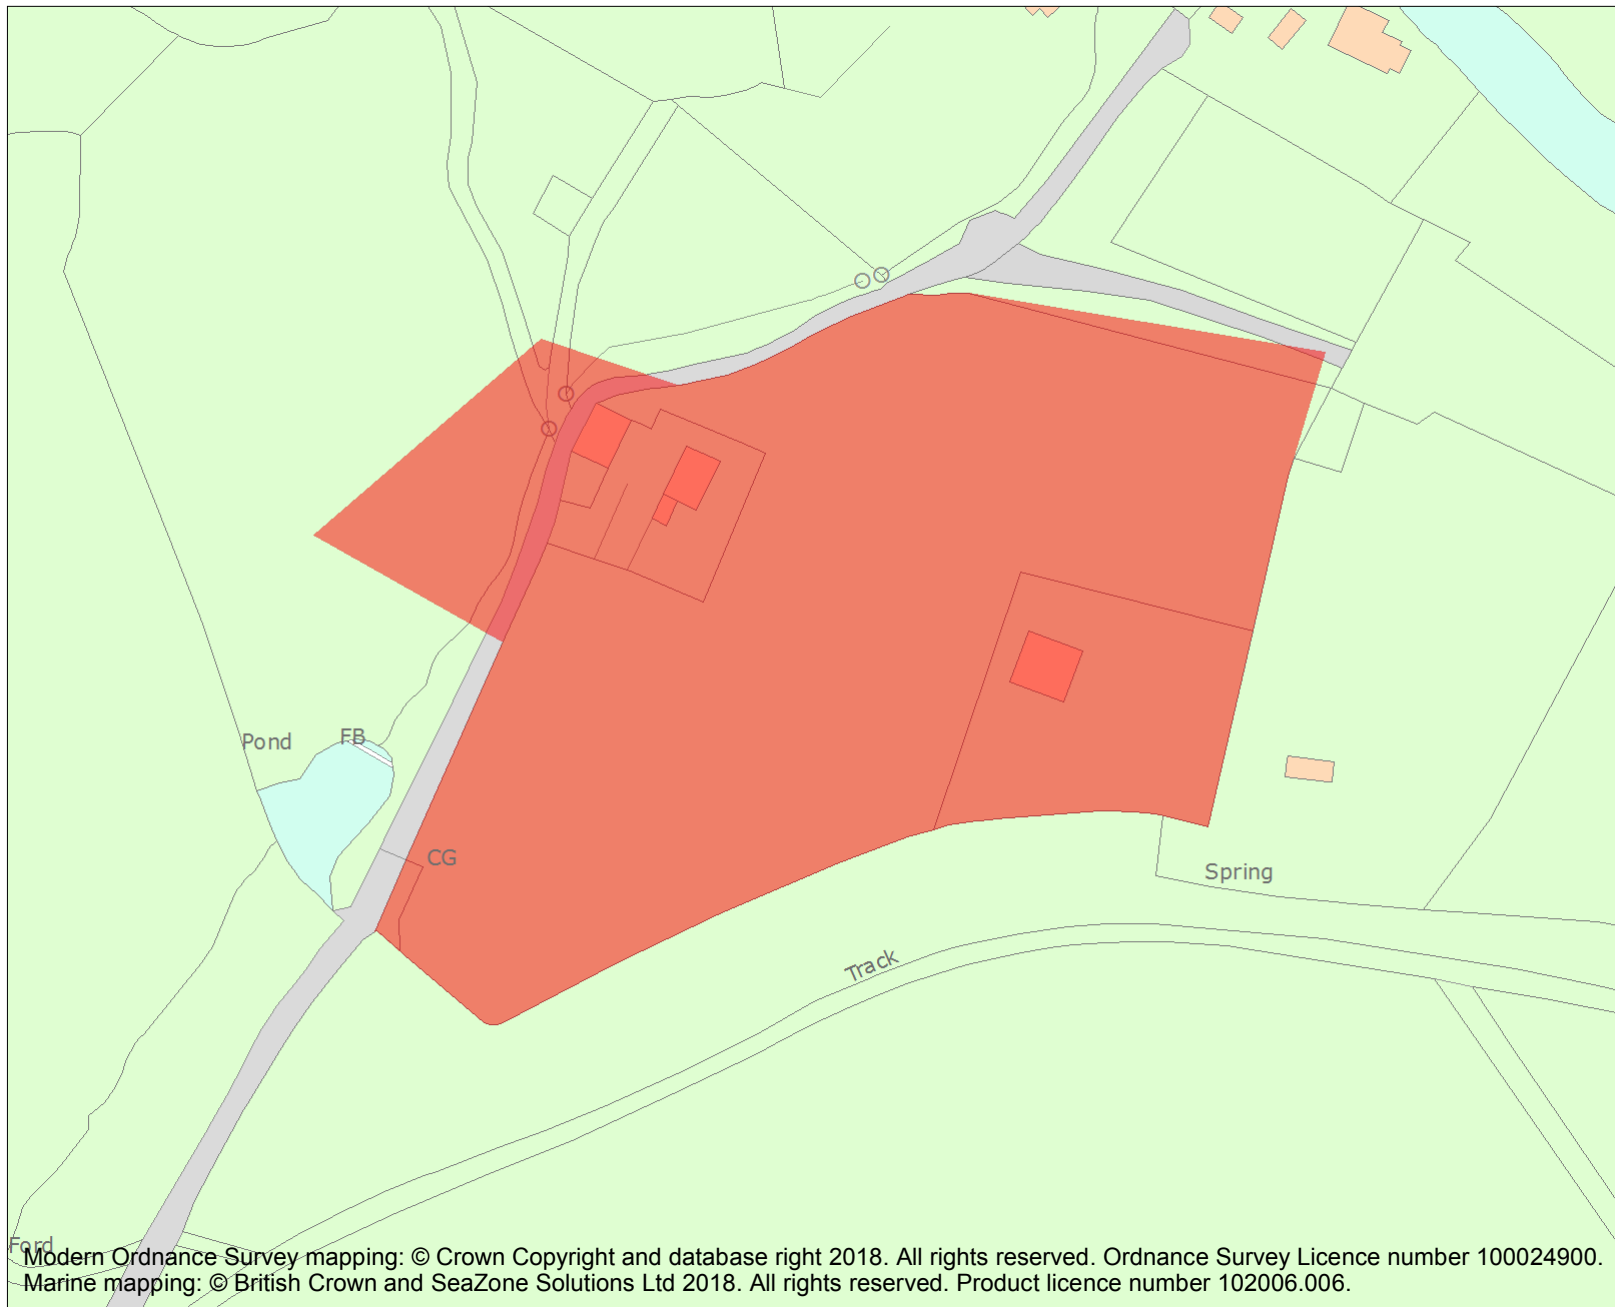 Pond
FB
CG
Spring
Track
Ford
Modern Ordnance Survey mapping: © Crown Copyright and database right 2018. All rights reserved. Ordnance Survey Licence number 100024900.
Marine mapping: © British Crown and SeaZone Solutions Ltd 2018. All rights reserved. Product licence number 102006.006.